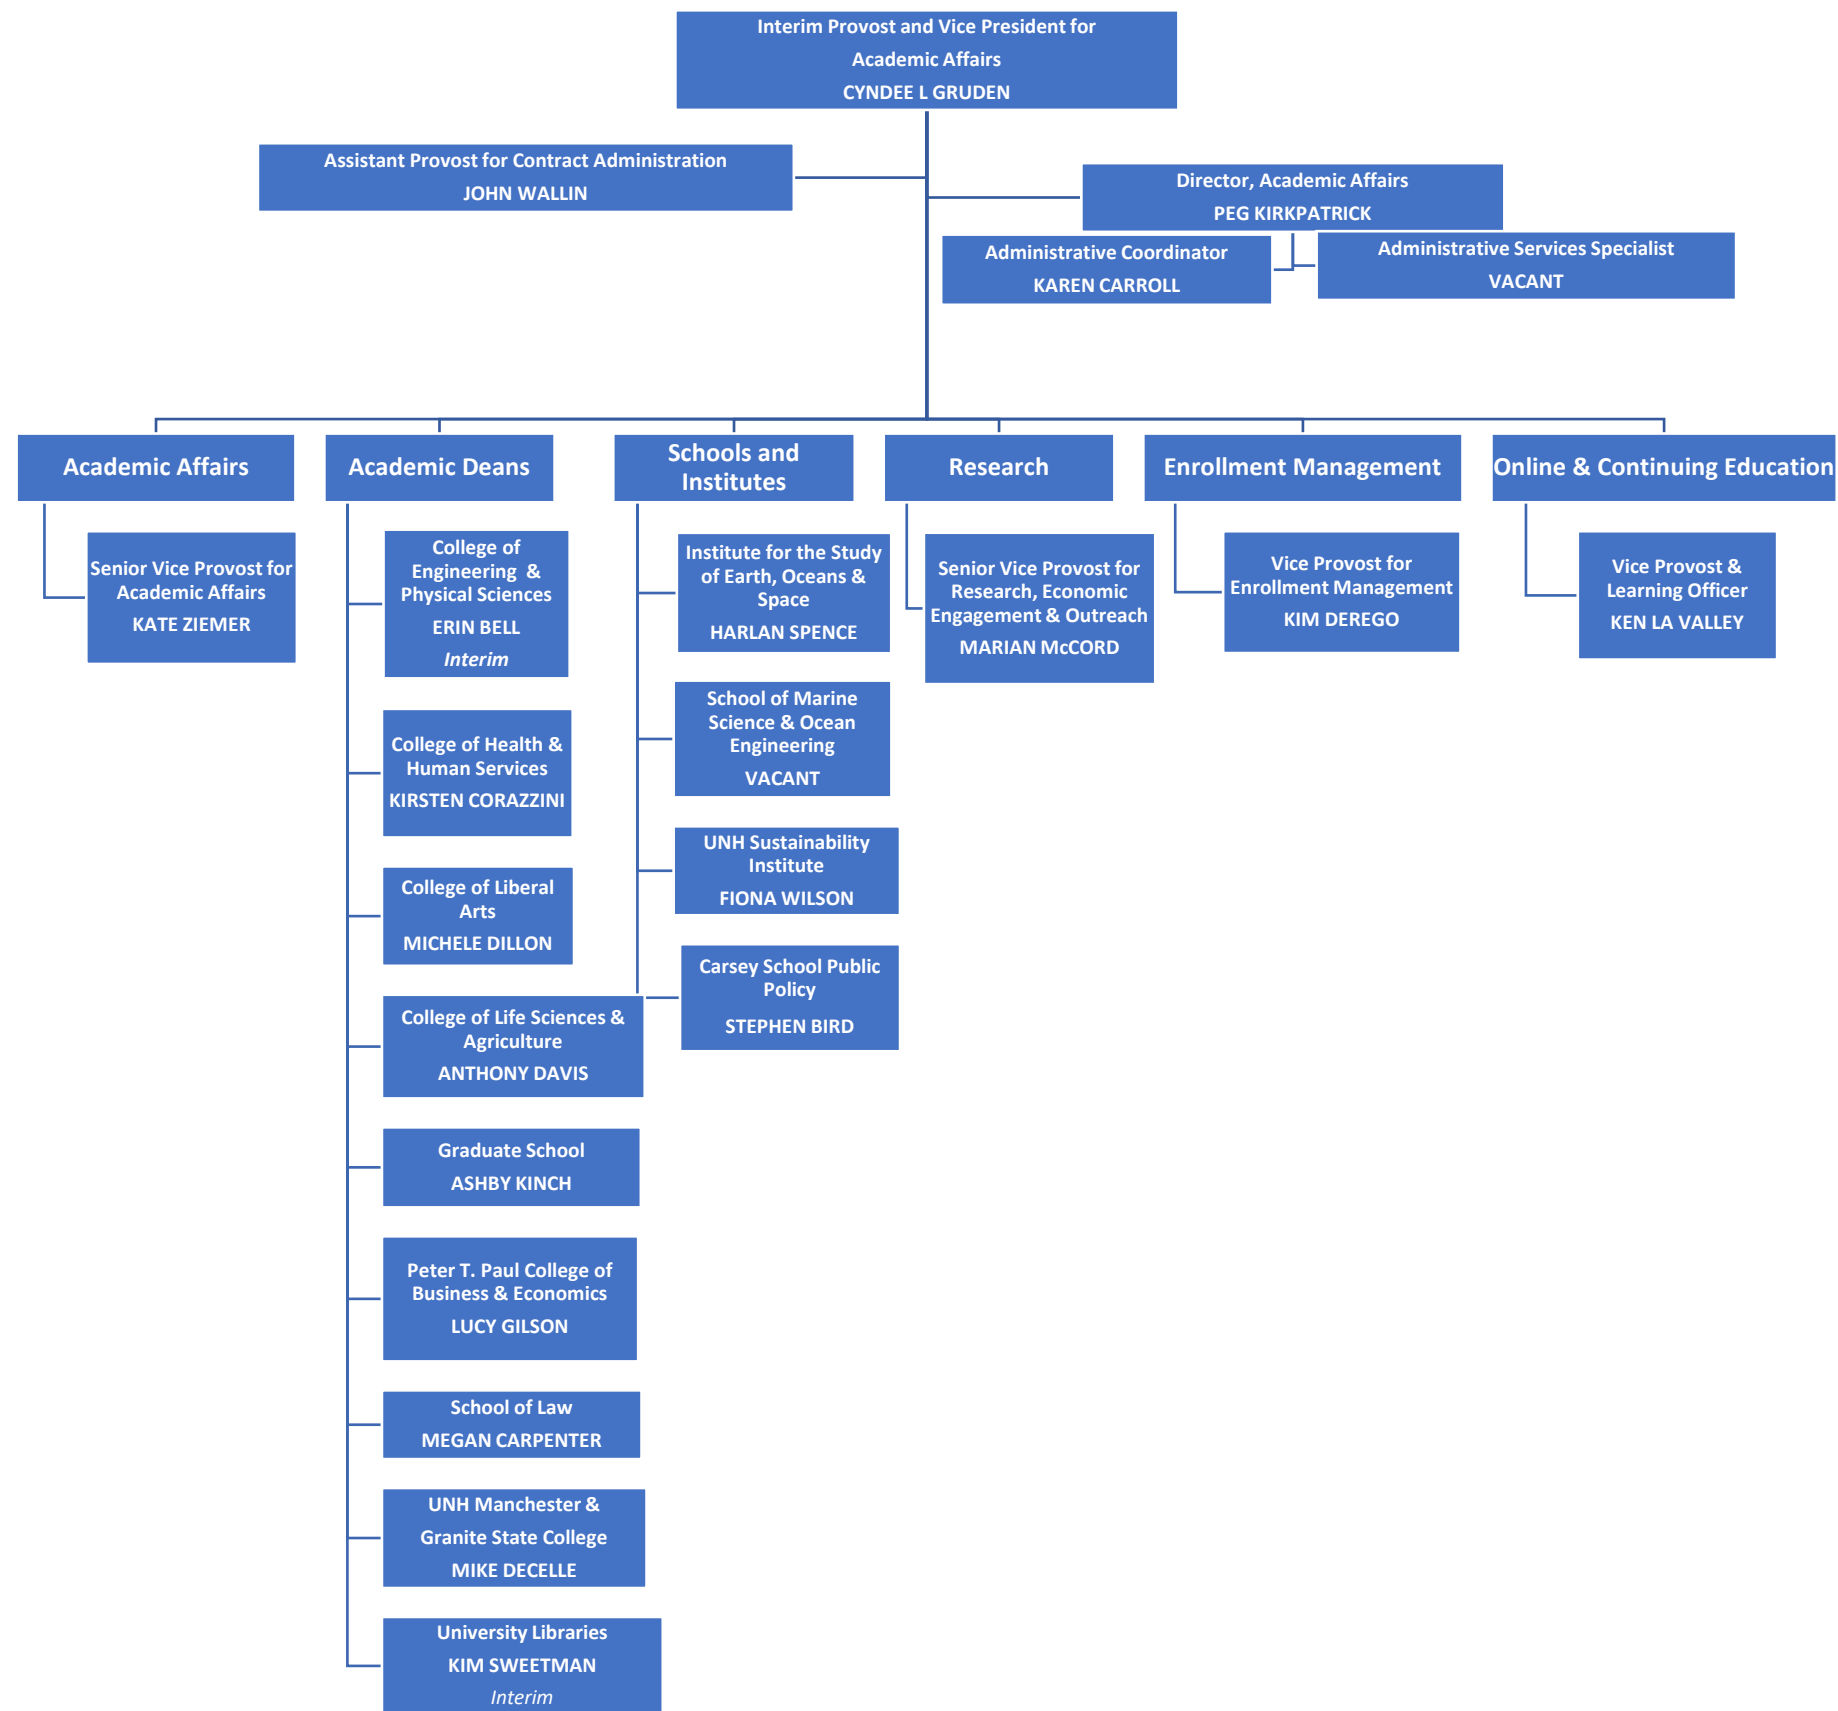 Interim Provost and Vice President for
Academic Affairs
CYNDEE L GRUDEN
Assistant Provost for Contract Administration
JOHN WALLIN
Director, Academic Affairs
PEG KIRKPATRICK
Administrative Coordinator
KAREN CARROLL
Administrative Services Specialist
VACANT
Academic Affairs
Senior Vice Provost for
Academic Affairs
KATE ZIEMER
Academic Deans
College of
Engineering &
Physical Sciences
ERIN BELL
Interim
College of Health &
Human Services
KIRSTEN CORAZZINI
College of Liberal
Arts
MICHELE DILLON
College of Life Sciences &
Agriculture
ANTHONY DAVIS
Graduate School
ASHBY KINCH
Peter T. Paul College of
Business & Economics
LUCY GILSON
School of Law
MEGAN CARPENTER
UNH Manchester &
Granite State College
MIKE DECELLE
University Libraries
KIM SWEETMAN
Interim
Schools and
Institutes
Institute for the Study
of Earth, Oceans &
Space
HARLAN SPENCE
School of Marine
Science & Ocean
Engineering
VACANT
UNH Sustainability
Institute
FIONA WILSON
Carsey School Public
Policy
STEPHEN BIRD
Research
Senior Vice Provost for
Research, Economic
Engagement & Outreach
MARIAN McCORD
Enrollment Management
Vice Provost for
Enrollment Management
KIM DEREGO
Online & Continuing Education
Vice Provost &
Learning Officer
KEN LA VALLEY